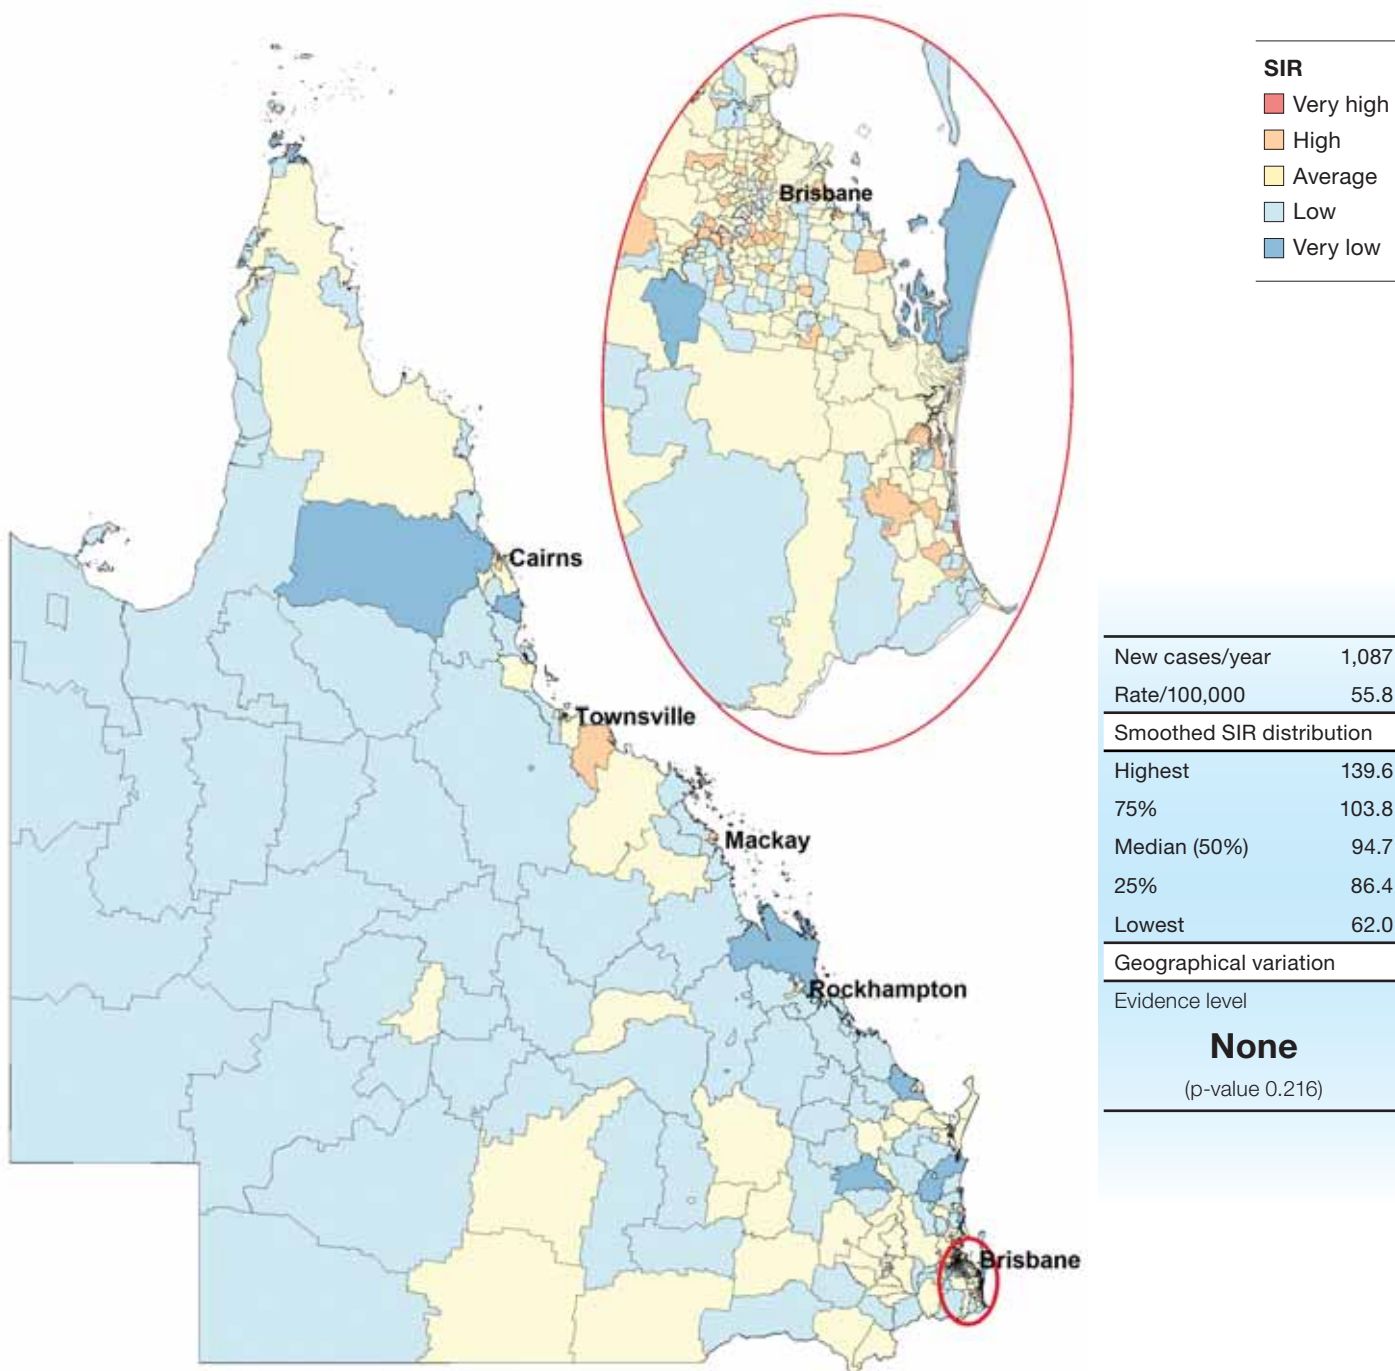 Brisbane
SIR
Very high
High
Average
Low
Very low
Cairns
Townsville
Mackay
Rockhampton
Brisbane
New cases/year 1,087
Rate/100,000 55.8
Smoothed SIR distribution
Highest 139.6
75% 103.8
Median (50%) 94.7
25% 86.4
Lowest 62.0
Geographical variation
Evidence level
None
(p-value 0.216)